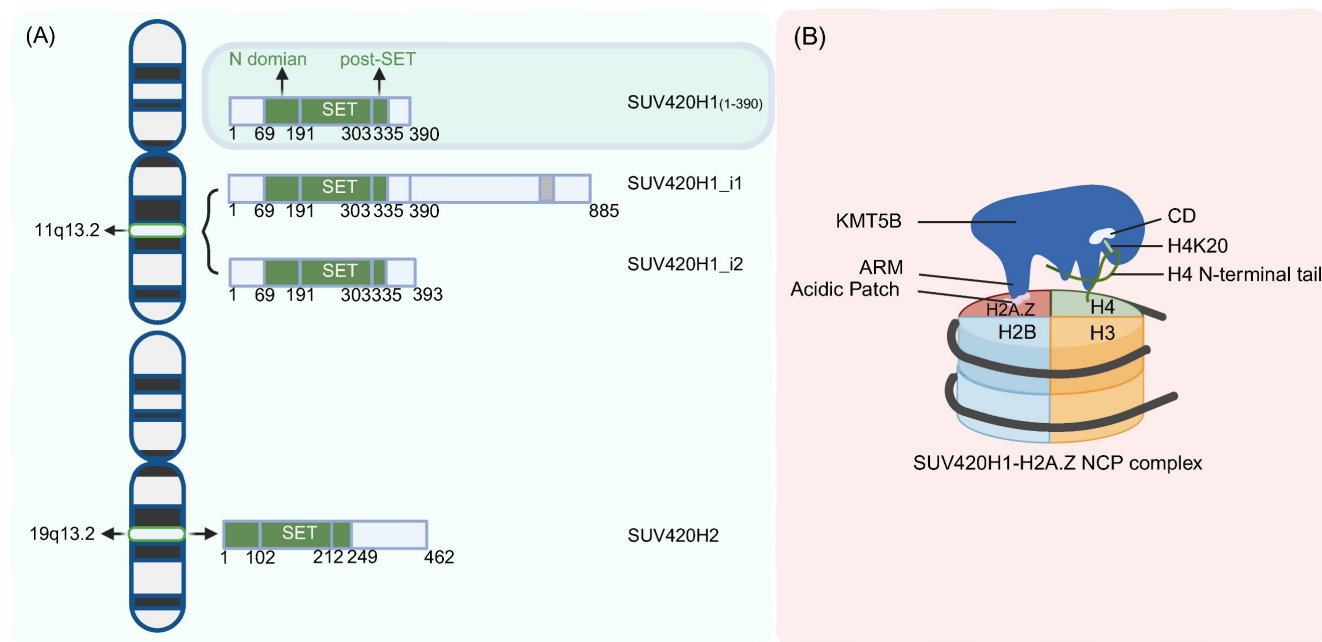 (A)
N domian post-SET
SET
SUV420H1(1-390)
1 69 191 303 335 390
SET
SUV420H1_i1
1 69 191 303 335 390 885
11q13.2
SET
SUV420H1_i2
1 69 191 303 335 393
19q13.2
SET
SUV420H2
1 102 212 249 462
(B)
KMT5B
CD
H4K20
ARM
H4 N-terminal tail
Acidic Patch
H2A.Z H4
H2B H3
SUV420H1-H2A.Z NCP complex